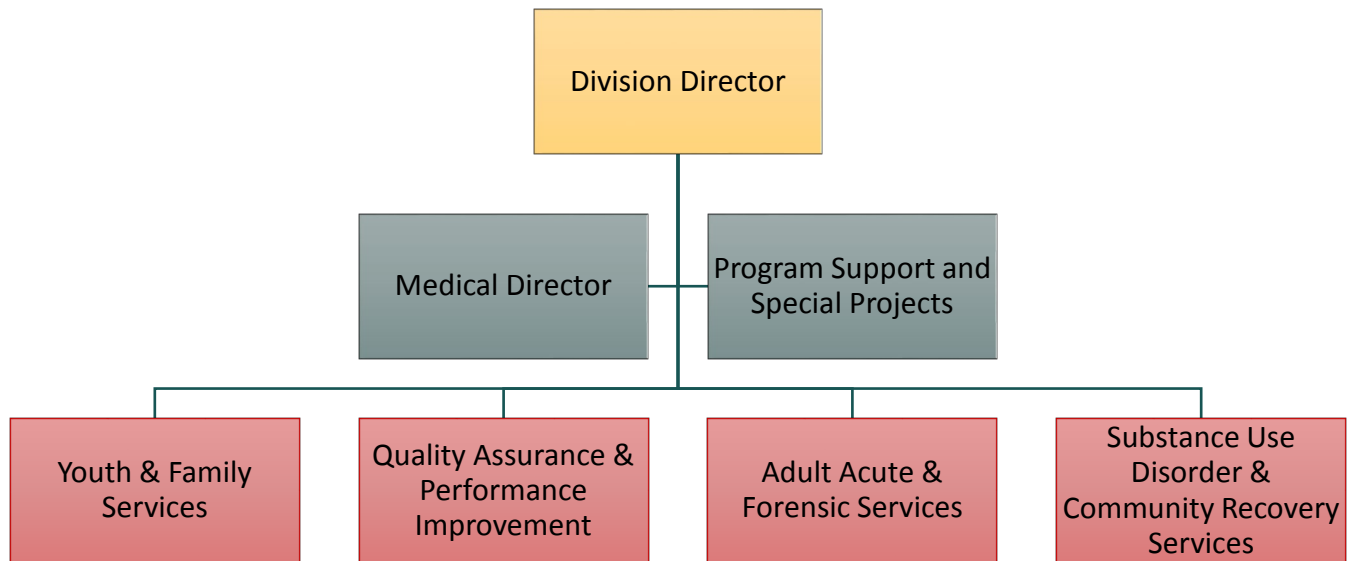 Division Director
Medical Director
Program Support and
Special Projects
Youth & Family
Services
Quality Assurance &
Performance
Improvement
Adult Acute &
Forensic Services
Substance Use
Disorder &
Community Recovery
Services